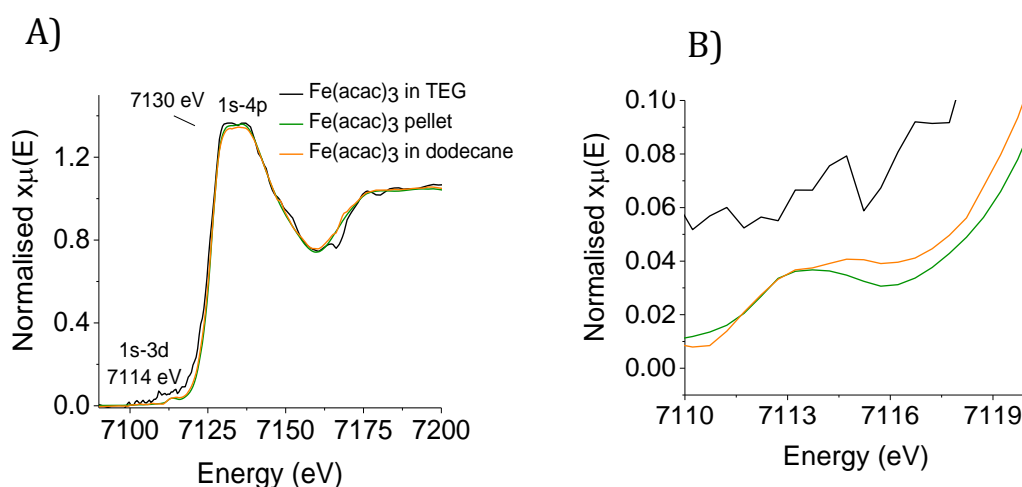 A)
7130 eV
1s-4p
Fe(acac)3 in TEG
Fe(acac)3 pellet
Fe(acac)3 in dodecane
1s-3d
7114 eV
Normalised xμ(E)
1.2
0.8
0.4
0.0
7100 7125 7150 7175 7200
Energy (eV)
B)
Normalised xμ(E)
0.10
0.08
0.06
0.04
0.02
0.00
7110 7113 7116 7119
Energy (eV)